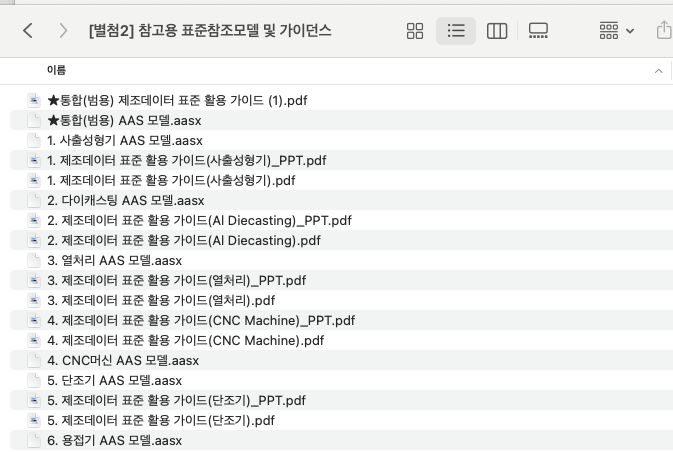 [별첨2] 참고용 표준참조모델 및 가이던스
이름
★통합(범용) 제조데이터 표준 활용 가이드 (1).pdf
★통합(범용) AAS 모델.aasx
1. 사출성형기 AAS 모델.aasx
1. 제조데이터 표준 활용 가이드(사출성형기)_PPT.pdf
1. 제조데이터 표준 활용 가이드(사출성형기).pdf
2. 다이캐스팅 AAS 모델.aasx
2. 제조데이터 표준 활용 가이드(Al Diecasting)_PPT.pdf
2. 제조데이터 표준 활용 가이드(Al Diecasting).pdf
3. 열처리 AAS 모델.aasx
3. 제조데이터 표준 활용 가이드(열처리)_PPT.pdf
3. 제조데이터 표준 활용 가이드(열처리).pdf
4. 제조데이터 표준 활용 가이드(CNC Machine)_PPT.pdf
4. 제조데이터 표준 활용 가이드(CNC Machine).pdf
4. CNC머신 AAS 모델.aasx
5. 단조기 AAS 모델.aasx
5. 제조데이터 표준 활용 가이드(단조기)_PPT.pdf
5. 제조데이터 표준 활용 가이드(단조기).pdf
6. 용접기 AAS 모델.aasx